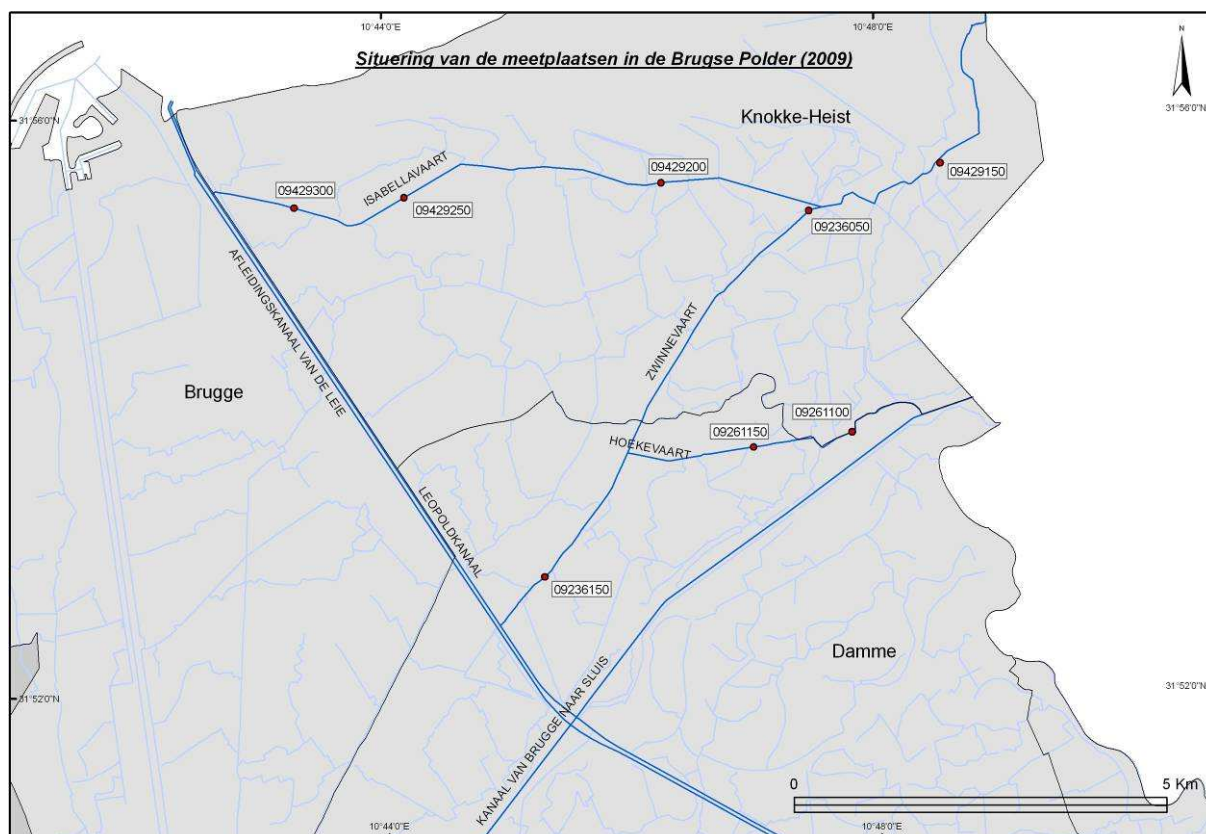 10°44'0"E
10°48'0"E
Situering van de meetplaatsen in de Brugse Polder (2009)
N
31°56'0"N
31°56'0"N
Knokke-Heist
09429200
09429150
ISABELLAVAART
09429300
09429250
09236050
AFLEIDINGSKANAAL VAN DE LEIE
ZWINNEVAART
Brugge
09261100
09261150
HOEKEVAART
LEOPOLDKANAAL
09236150
Damme
KANAAL VAN BRUGGE NAAR SLUIS
31°52'0"N
31°52'0"N
0
5 Km
10°44'0"E
10°48'0"E